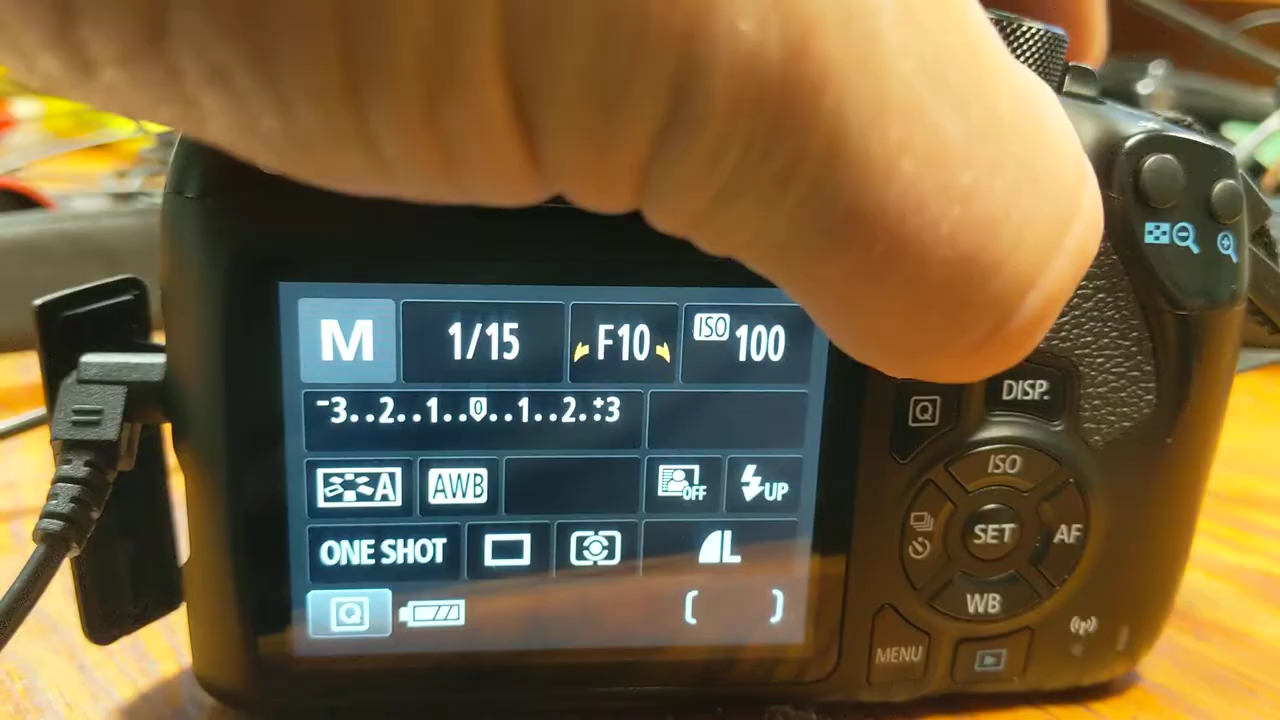 M 1/15 F10 ISO 100
-3..2..1..0..1..2.+3
A AWB OFF UP
ONE SHOT L
Q [ ]
Q DISP.
ISO
SET AF
WB
MENU